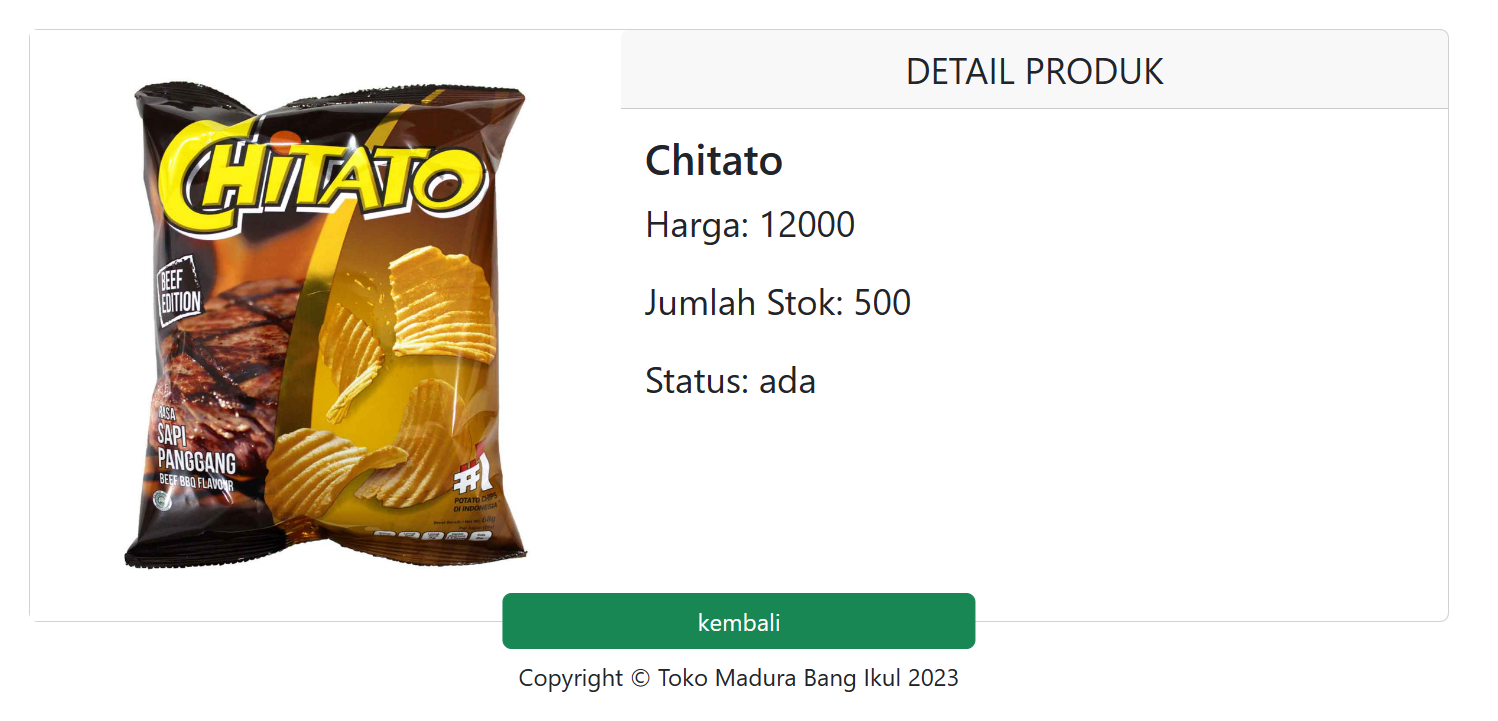 DETAIL PRODUK
CHITATO
BEEF
EDITION
RASA
SAPI
PANGGANG
BEEF BBQ FLAVOUR
#1
POTATO CHIPS
DI INDONESIA
Chitato
Harga: 12000
Jumlah Stok: 500
Status: ada
kembali
Copyright © Toko Madura Bang Ikul 2023